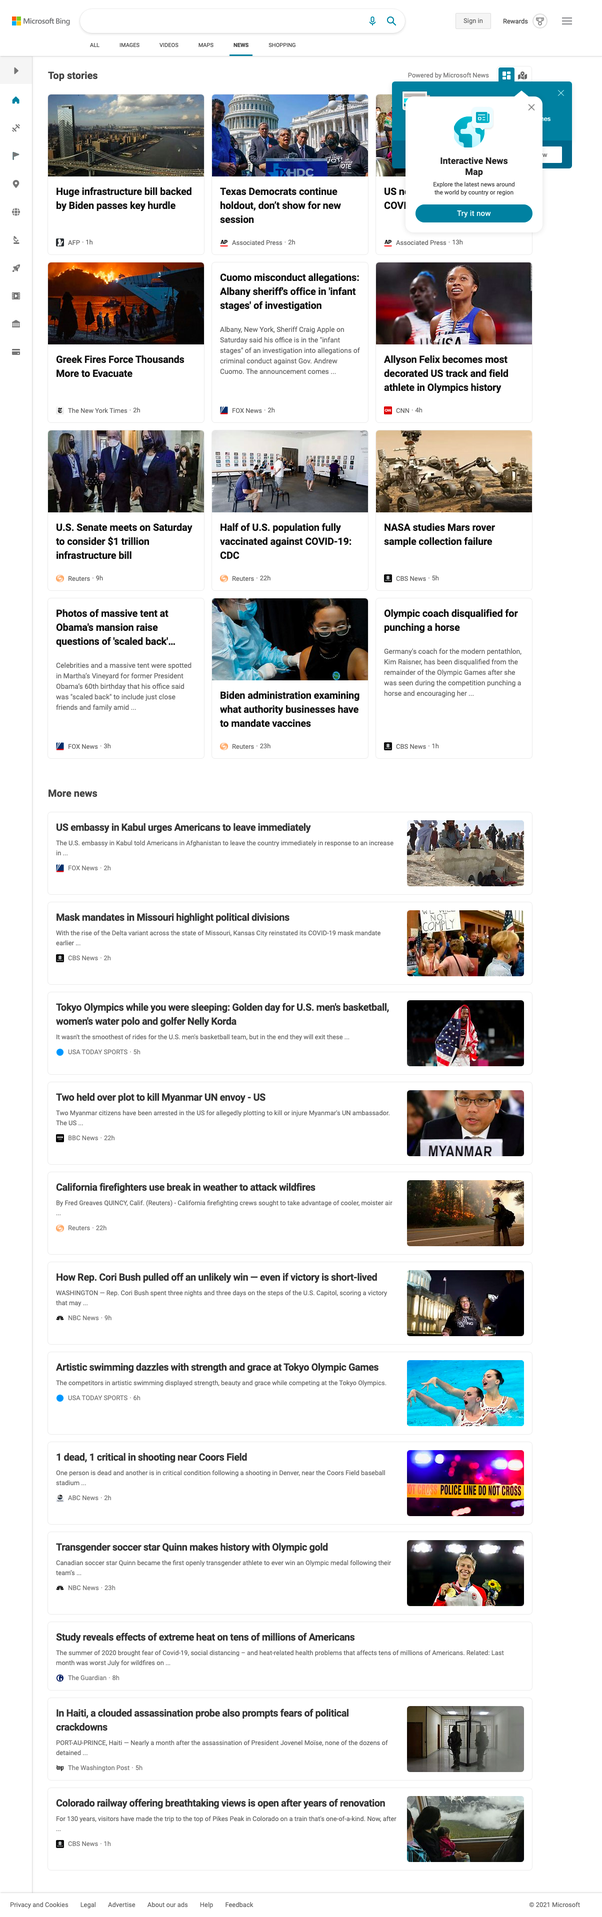 Microsoft Bing
Sign in
Rewards
ALL
IMAGES
VIDEOS
MAPS
NEWS
SHOPPING
Top stories
Powered by Microsoft News
Interactive News
Map
Explore the latest news around
the world by country or region
Try it now
Huge infrastructure bill backed
by Biden passes key hurdle
AFP · 1h
Texas Democrats continue
holdout, don't show for new
session
AP Associated Press · 2h
US
COVI
AP Associated Press · 13h
Greek Fires Force Thousands
More to Evacuate
The New York Times · 2h
Cuomo misconduct allegations:
Albany sheriff's office in 'infant
stages' of investigation
Albany, New York, Sheriff Craig Apple on
Saturday said his office is in the "infant
stages" of an investigation into allegations of
criminal conduct against Gov. Andrew
Cuomo. The announcement comes ...
FOX News · 2h
Allyson Felix becomes most
decorated US track and field
athlete in Olympics history
CNN · 4h
U.S. Senate meets on Saturday
to consider $1 trillion
infrastructure bill
Reuters · 9h
Half of U.S. population fully
vaccinated against COVID-19:
CDC
Reuters · 22h
NASA studies Mars rover
sample collection failure
CBS News · 5h
Photos of massive tent at
Obama's mansion raise
questions of 'scaled back'...
Celebrities and a massive tent were spotted
in Martha's Vineyard for former President
Obama's 60th birthday that his office said
was "scaled back" to include just close
friends and family amid ...
FOX News · 3h
Biden administration examining
what authority businesses have
to mandate vaccines
Reuters · 23h
Olympic coach disqualified for
punching a horse
Germany's coach for the modern pentathlon,
Kim Raisner, has been disqualified from the
remainder of the Olympic Games after she
was seen during the competition punching a
horse and encouraging her ...
CBS News · 1h
More news
US embassy in Kabul urges Americans to leave immediately
The U.S. embassy in Kabul told Americans in Afghanistan to leave the country immediately in response to an increase
in ...
FOX News · 2h
Mask mandates in Missouri highlight political divisions
With the rise of the Delta variant across the state of Missouri, Kansas City reinstated its COVID-19 mask mandate
earlier ...
CBS News · 2h
NOT
COMPLY
Tokyo Olympics while you were sleeping: Golden day for U.S. men's basketball,
women's water polo and golfer Nelly Korda
It wasn't the smoothest of rides for the U.S. men's basketball team, but in the end they will exit these ...
USA TODAY SPORTS · 5h
Two held over plot to kill Myanmar UN envoy - US
Two Myanmar citizens have been arrested in the US for allegedly plotting to kill or injure Myanmar's UN ambassador.
The US ...
BBC News · 22h
MYANMAR
California firefighters use break in weather to attack wildfires
By Fred Greaves QUINCY, Calif. (Reuters) - California firefighting crews sought to take advantage of cooler, moister air
...
Reuters · 22h
How Rep. Cori Bush pulled off an unlikely win — even if victory is short-lived
WASHINGTON — Rep. Cori Bush spent three nights and three days on the steps of the U.S. Capitol, scoring a victory
that may ...
NBC News · 9h
Artistic swimming dazzles with strength and grace at Tokyo Olympic Games
The competitors in artistic swimming displayed strength, beauty and grace while competing at the Tokyo Olympics.
USA TODAY SPORTS · 6h
1 dead, 1 critical in shooting near Coors Field
One person is dead and another is in critical condition following a shooting in Denver, near the Coors Field baseball
stadium ...
ABC News · 2h
POLICE LINE DO NOT CROSS
Transgender soccer star Quinn makes history with Olympic gold
Canadian soccer star Quinn became the first openly transgender athlete to ever win an Olympic medal following their
team's ...
NBC News · 23h
Study reveals effects of extreme heat on tens of millions of Americans
The summer of 2020 brought fear of Covid-19, social distancing – and heat-related health problems that affects tens of millions of Americans. Related: Last
month was worst July for wildfires on ...
The Guardian · 8h
In Haiti, a clouded assassination probe also prompts fears of political
crackdowns
PORT-AU-PRINCE, Haiti — Nearly a month after the assassination of President Jovenel Moïse, none of the dozens of
detained ...
wp The Washington Post · 5h
Colorado railway offering breathtaking views is open after years of renovation
For 130 years, visitors have made the trip to the top of Pikes Peak in Colorado on a train that's one-of-a-kind. Now, after
...
CBS News · 1h
Privacy and Cookies
Legal
Advertise
About our ads
Help
Feedback
© 2021 Microsoft